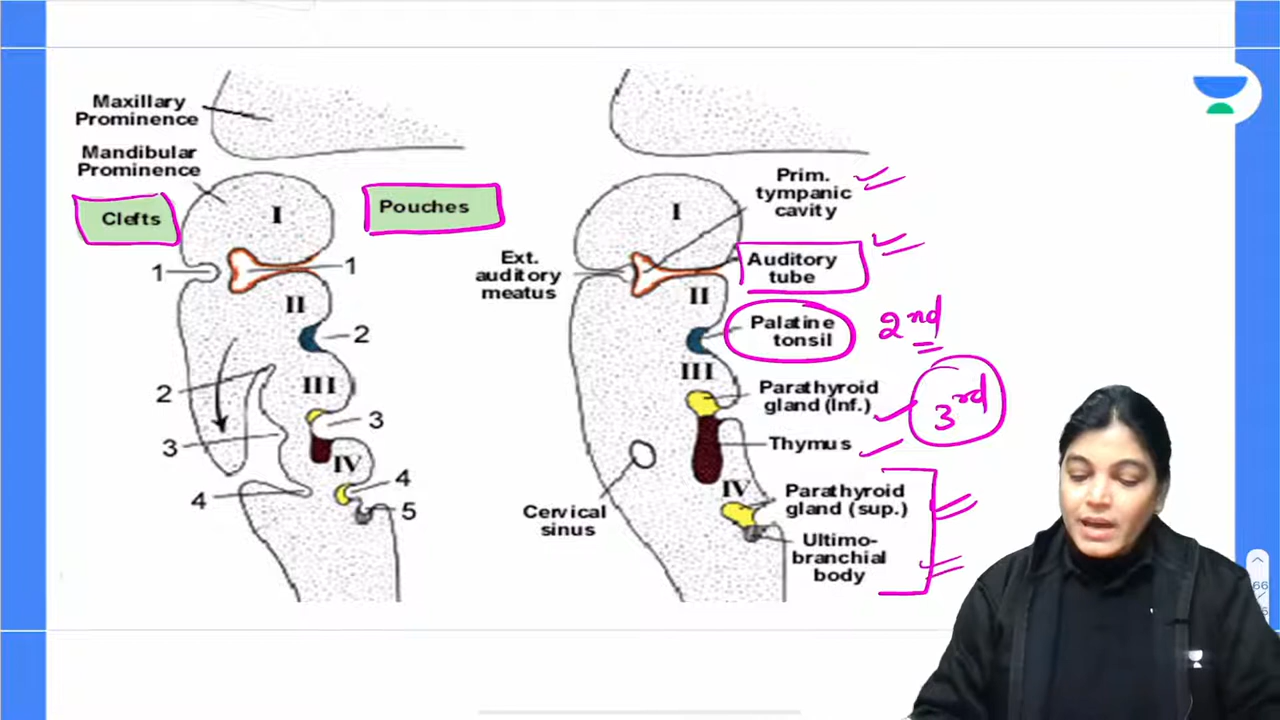 Maxillary
Prominence
Mandibular
Prominence
Clefts
Pouches
I
1
1
II
2
2
III
3
3
IV
4
4
5
Prim.
tympanic
cavity
I
Ext.
auditory
meatus
Auditory
tube
II
Palatine
tonsil
2nd
III
Parathyroid
gland (Inf.)
3rd
Thymus
IV
Cervical
sinus
Parathyroid
gland (sup.)
Ultimo-
branchial
body
66